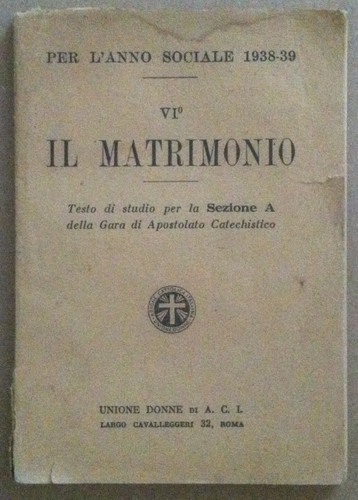 PER L'ANNO SOCIALE 1938-39
VI⁰
IL MATRIMONIO
Testo di studio per la Sezione A
della Gara di Apostolato Catechistico
UNIONE DONNE DI A. C. I.
LARGO CAVALLEGGERI 32, ROMA